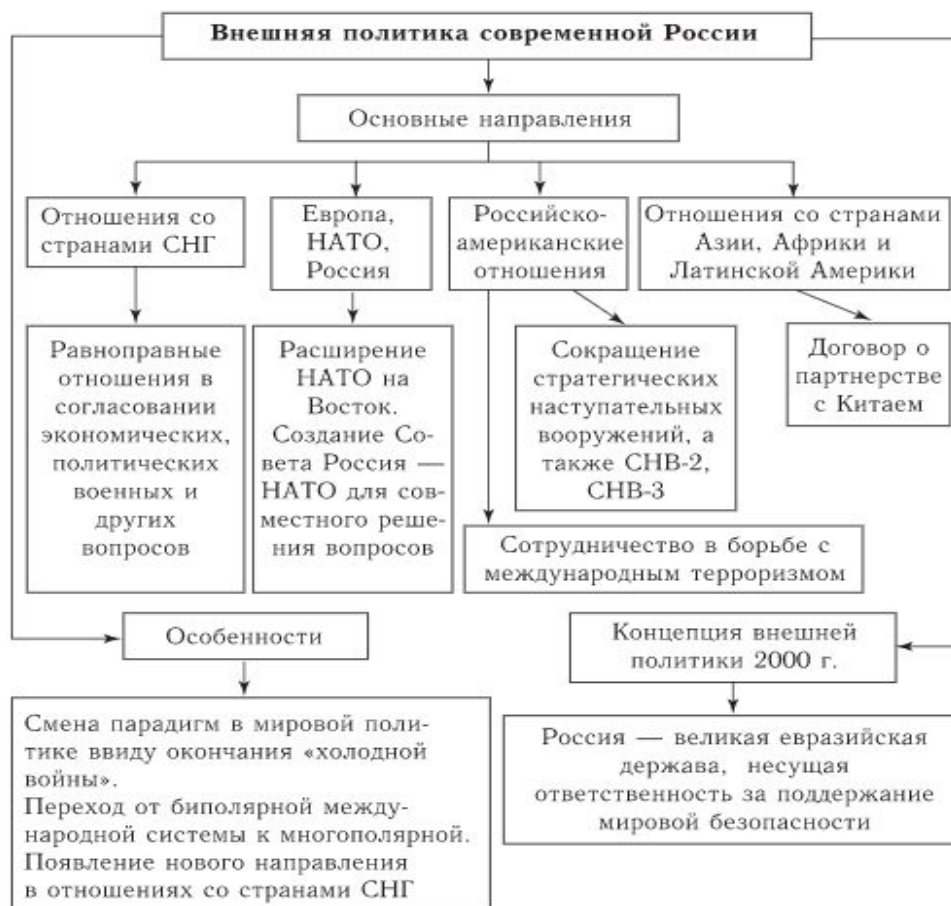 Внешняя политика современной России
Основные направления
Отношения со
странами СНГ
Европа,
НАТО,
Россия
Российско-
американские
отношения
Отношения со странами
Азии, Африки и
Латинской Америки
Равноправные
отношения в
согласовании
экономических,
политических
военных и
других
вопросов
Расширение
НАТО на
Восток.
Создание Со-
вета Россия —
НАТО для сов-
местного реше-
ния вопросов
Сокращение
стратегических
наступательных
вооружений, а
также СНВ-2,
СНВ-3
Договор о
партнерстве
с Китаем
Сотрудничество в борьбе с
международным терроризмом
Особенности
Концепция внешней
политики 2000 г.
Смена парадигм в мировой поли-
тике ввиду окончания «холодной
войны».
Переход от биполярной между-
народной системы к многополярной.
Появление нового направления
в отношениях со странами СНГ
Россия — великая евразийская
держава, несущая
ответственность за поддержание
мировой безопасности